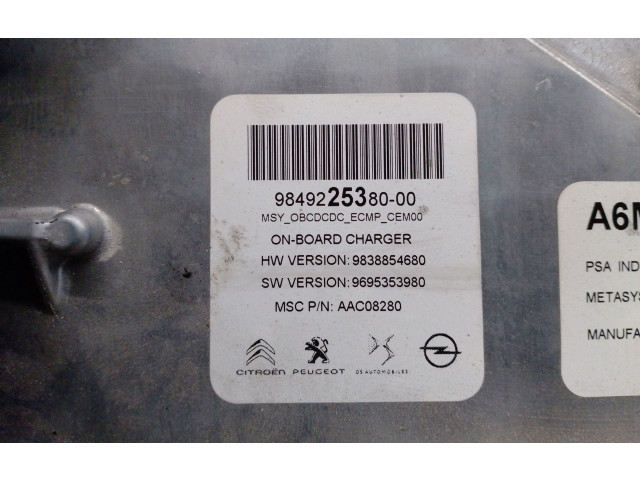 9849225380-00
MSY_OBCDCDC_ECMP_CEM00
ON-BOARD CHARGER
HW VERSION: 9838854680
SW VERSION: 9695353980
MSC P/N: AAC08280
CITROËN PEUGEOT DS AUTOMOBILES
A6
PSA IND
METASYS
MANUFA